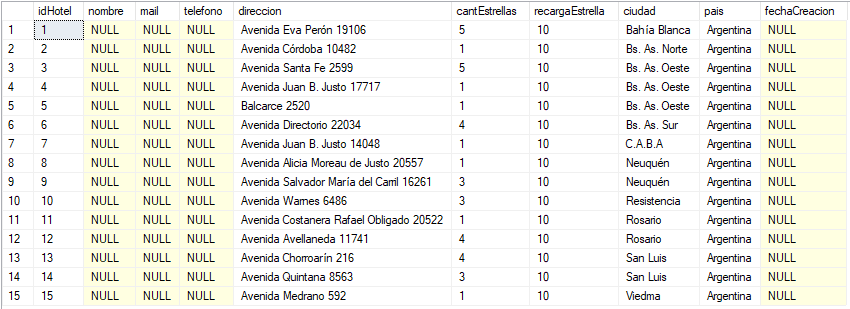 idHotel nombre mail telefono direccion cantEstrellas recargaEstrella ciudad pais fechaCreacion
1 1 NULL NULL NULL Avenida Eva Perón 19106 5 10 Bahía Blanca Argentina NULL
2 2 NULL NULL NULL Avenida Córdoba 10482 1 10 Bs. As. Norte Argentina NULL
3 3 NULL NULL NULL Avenida Santa Fe 2599 5 10 Bs. As. Oeste Argentina NULL
4 4 NULL NULL NULL Avenida Juan B. Justo 17717 1 10 Bs. As. Oeste Argentina NULL
5 5 NULL NULL NULL Balcarce 2520 1 10 Bs. As. Oeste Argentina NULL
6 6 NULL NULL NULL Avenida Directorio 22034 4 10 Bs. As. Sur Argentina NULL
7 7 NULL NULL NULL Avenida Juan B. Justo 14048 1 10 C.A.B.A Argentina NULL
8 8 NULL NULL NULL Avenida Alicia Moreau de Justo 20557 1 10 Neuquén Argentina NULL
9 9 NULL NULL NULL Avenida Salvador María del Carril 16261 3 10 Neuquén Argentina NULL
10 10 NULL NULL NULL Avenida Warnes 6486 3 10 Resistencia Argentina NULL
11 11 NULL NULL NULL Avenida Costanera Rafael Obligado 20522 1 10 Rosario Argentina NULL
12 12 NULL NULL NULL Avenida Avellaneda 11741 4 10 Rosario Argentina NULL
13 13 NULL NULL NULL Avenida Chorroarín 216 4 10 San Luis Argentina NULL
14 14 NULL NULL NULL Avenida Quintana 8563 3 10 San Luis Argentina NULL
15 15 NULL NULL NULL Avenida Medrano 592 1 10 Viedma Argentina NULL